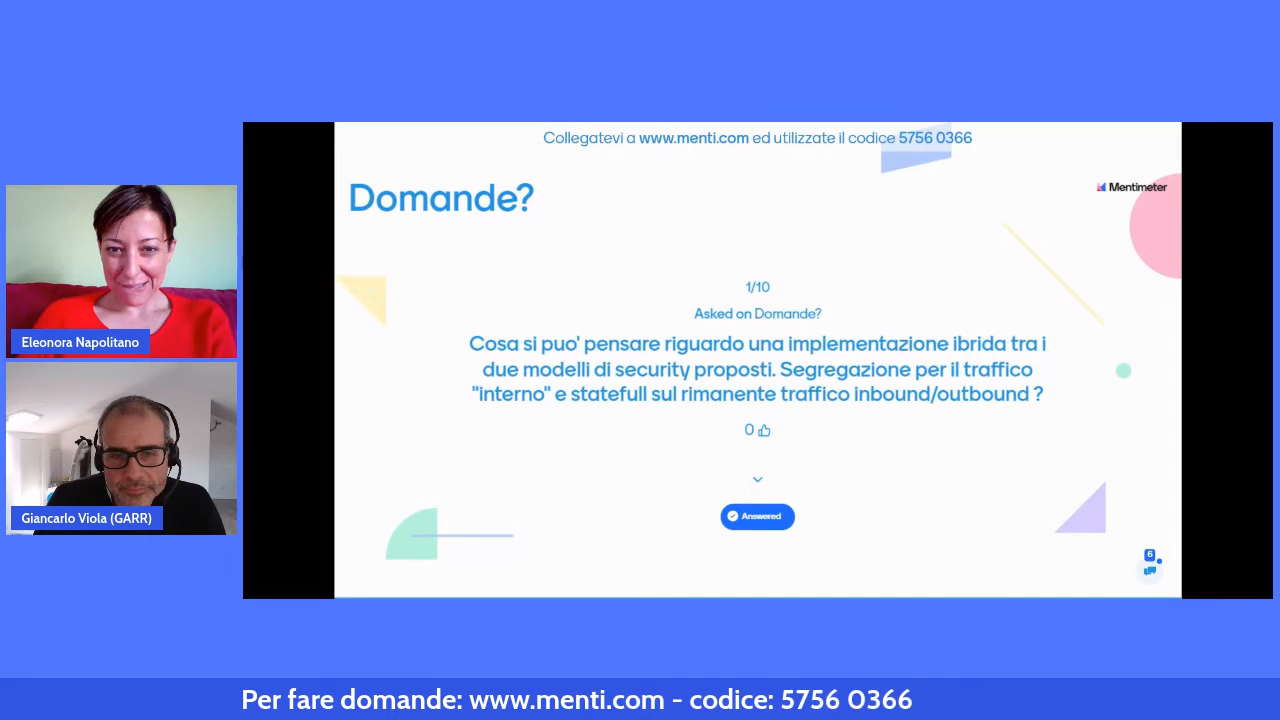 Collegatevi a www.menti.com ed utilizzate il codice 5756 0366
Domande?
Mentimeter
1/10
Asked on Domande?
Cosa si puo' pensare riguardo una implementazione ibrida tra i
due modelli di security proposti. Segregazione per il traffico
"interno" e statefull sul rimanente traffico inbound/outbound ?
0
Answered
6
Eleonora Napolitano
Giancarlo Viola (GARR)
Per fare domande: www.menti.com - codice: 5756 0366